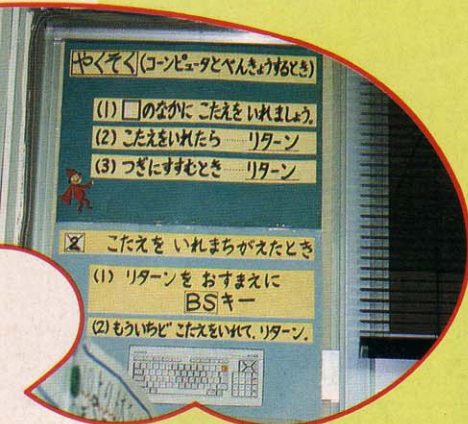 やくそく(コーンピュータとべんきょうするとき)
(1) □のなかに こたえを いれましょう。
(2) こたえをいれたら……リターン
(3) つぎにすすむとき……リターン
こたえを いれまちがえたとき
(1) リターンを おすまえに
BSキー
(2) もういちど こたえをいれて、リターン。